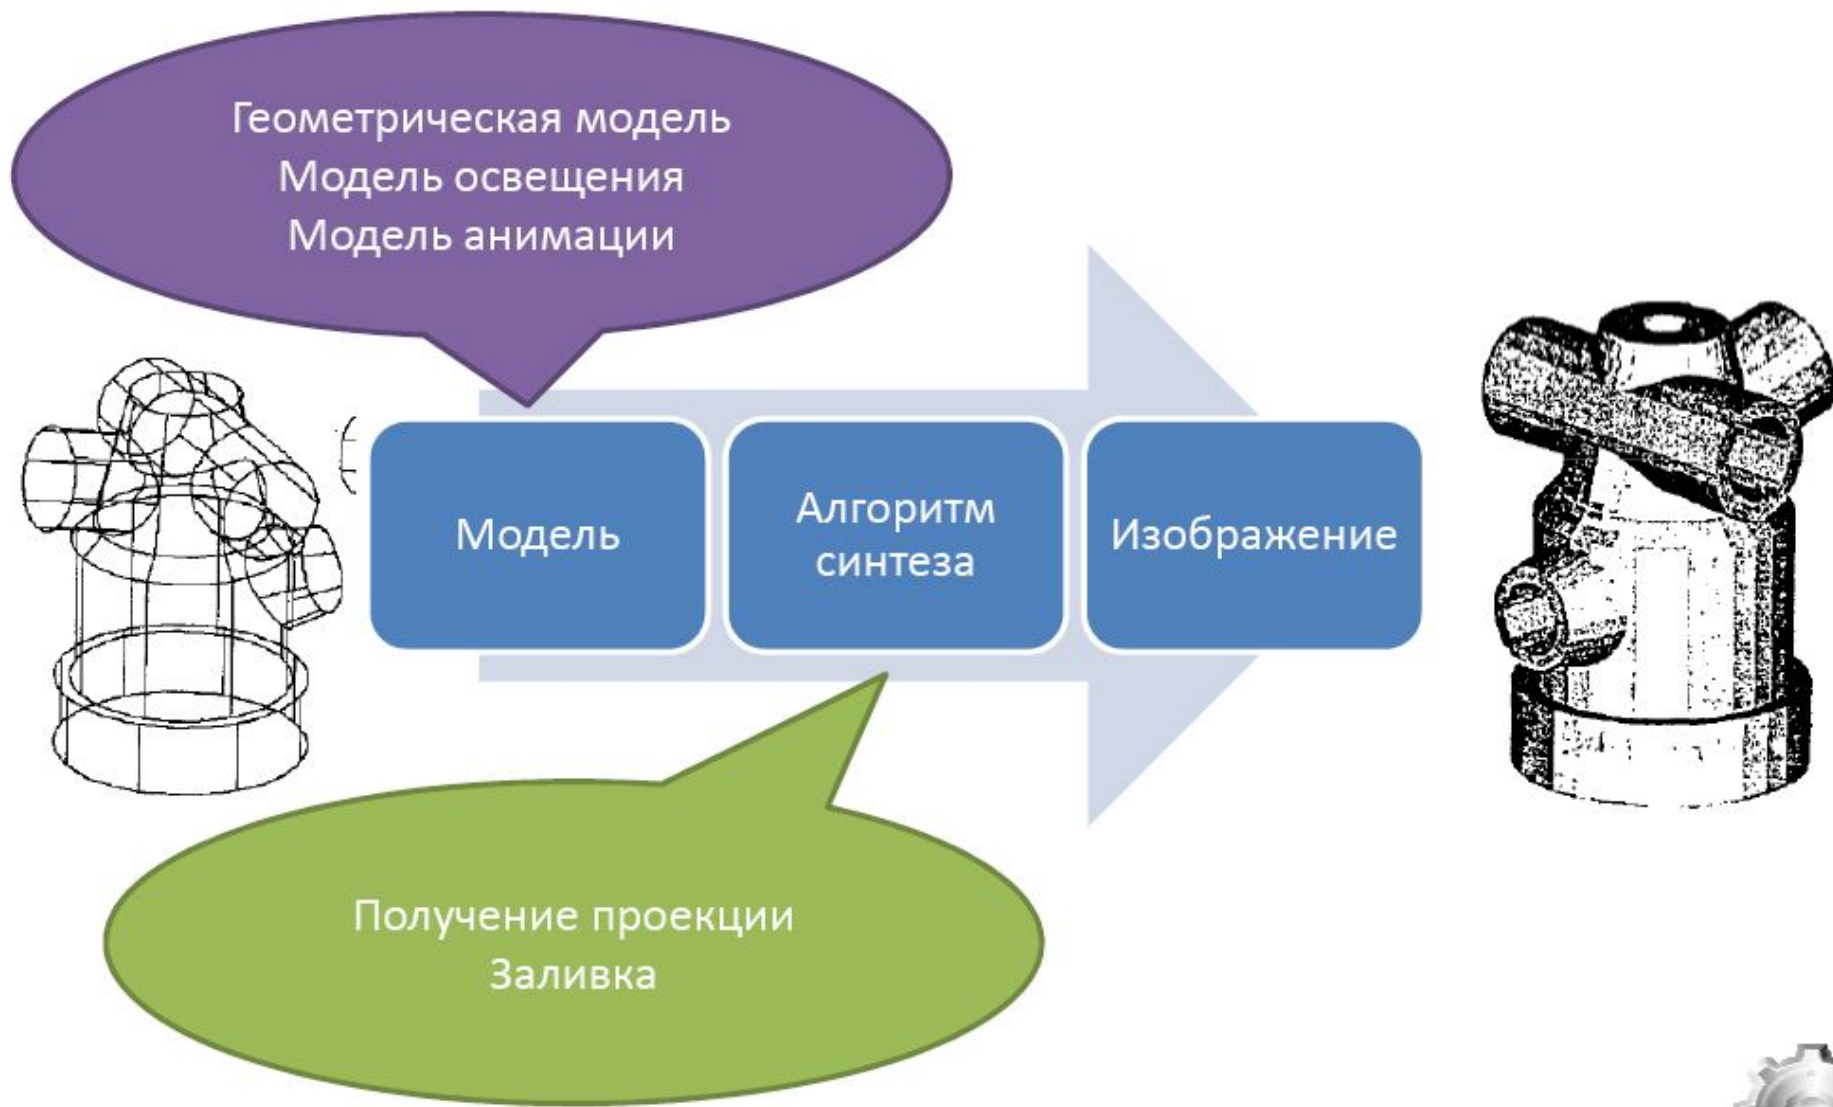 Геометрическая модель
Модель освещения
Модель анимации
Модель
Алгоритм
синтеза
Изображение
Получение проекции
Заливка